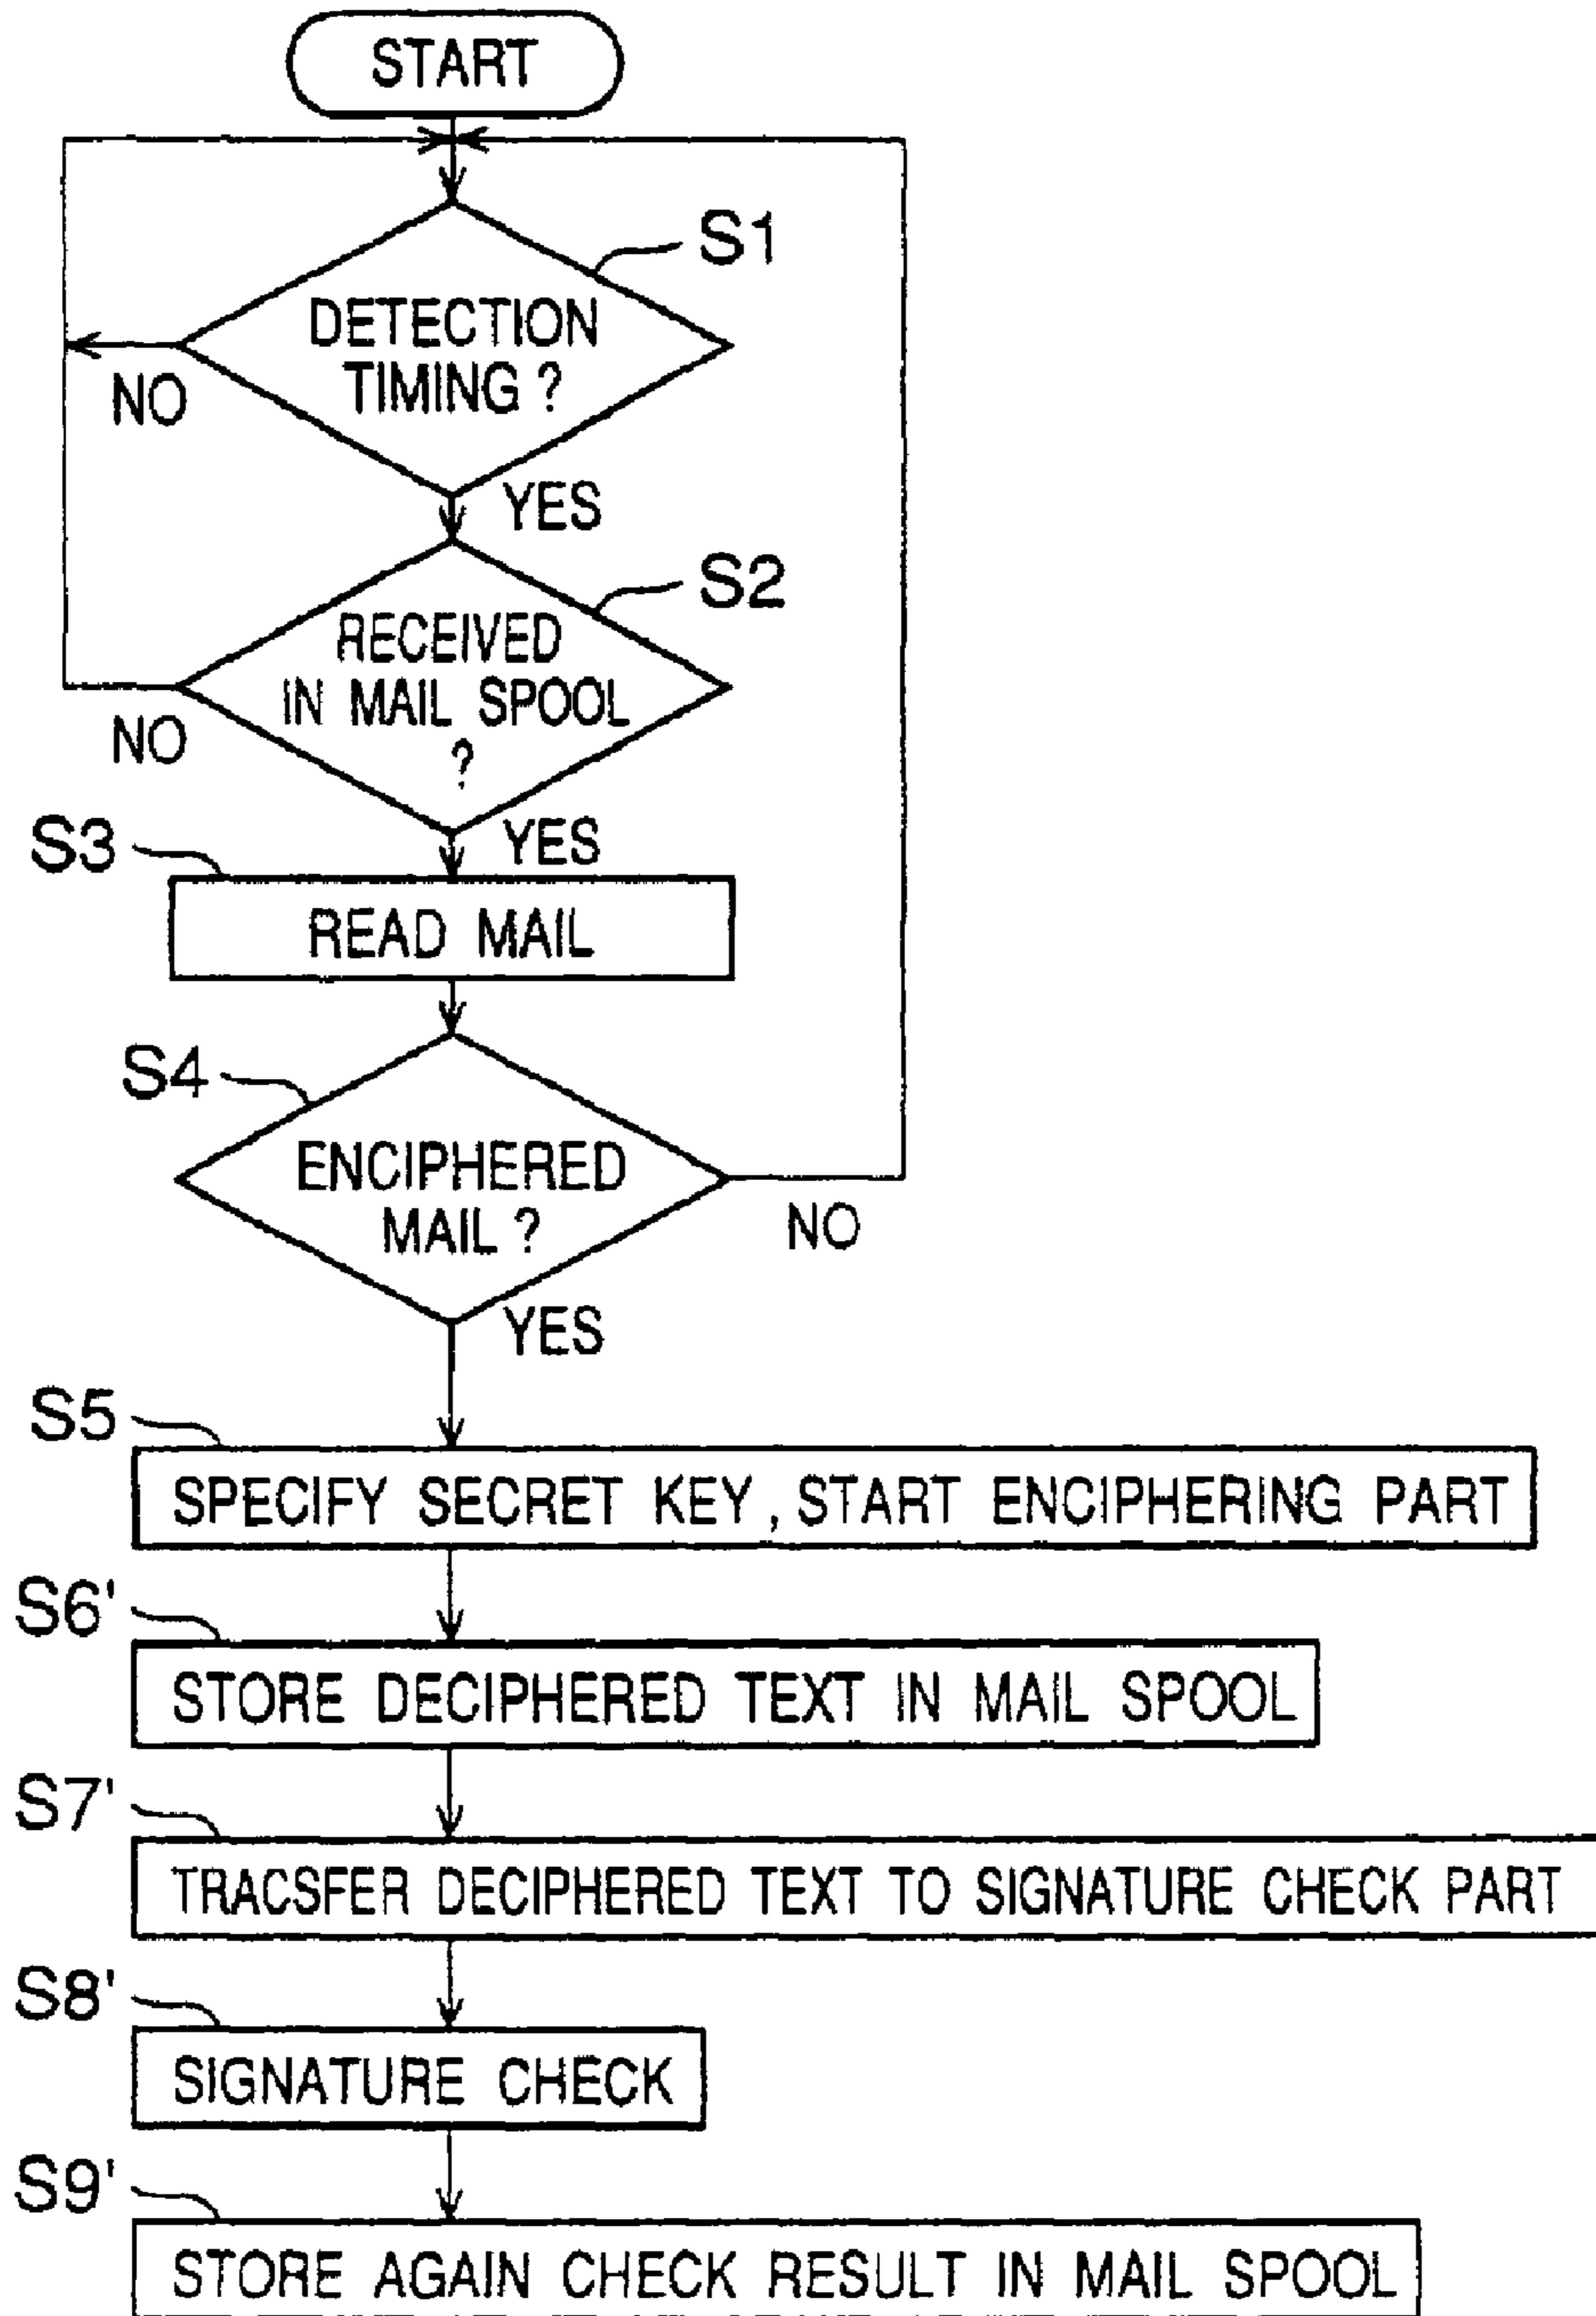 START
S1
DETECTION
TIMING ?
NO
YES
S2
RECEIVED
IN MAIL SPOOL
?
NO
YES
S3
READ MAIL
S4
ENCIPHERED
MAIL ?
NO
YES
S5
SPECIFY SECRET KEY, START ENCIPHERING PART
S6'
STORE DECIPHERED TEXT IN MAIL SPOOL
S7'
TRACSFER DECIPHERED TEXT TO SIGNATURE CHECK PART
S8'
SIGNATURE CHECK
S9'
STORE AGAIN CHECK RESULT IN MAIL SPOOL